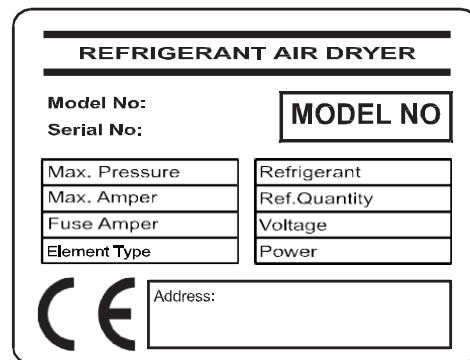 REFRIGERANT AIR DRYER
Model No:
Serial No:
MODEL NO
Max. Pressure
Max. Amper
Fuse Amper
Element Type
Refrigerant
Ref.Quantity
Voltage
Power
CE
Address: